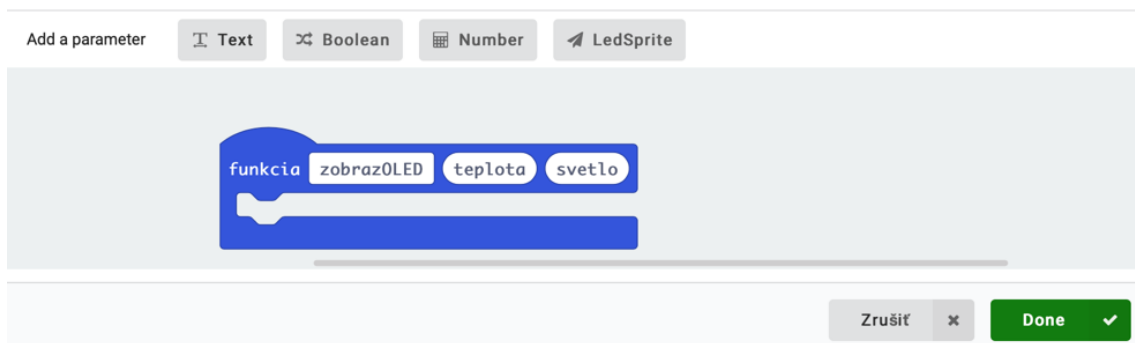 Add a parameter Text Boolean Number LedSprite
funkcia zobrazOLED teplota svetlo
Zrušiť Done